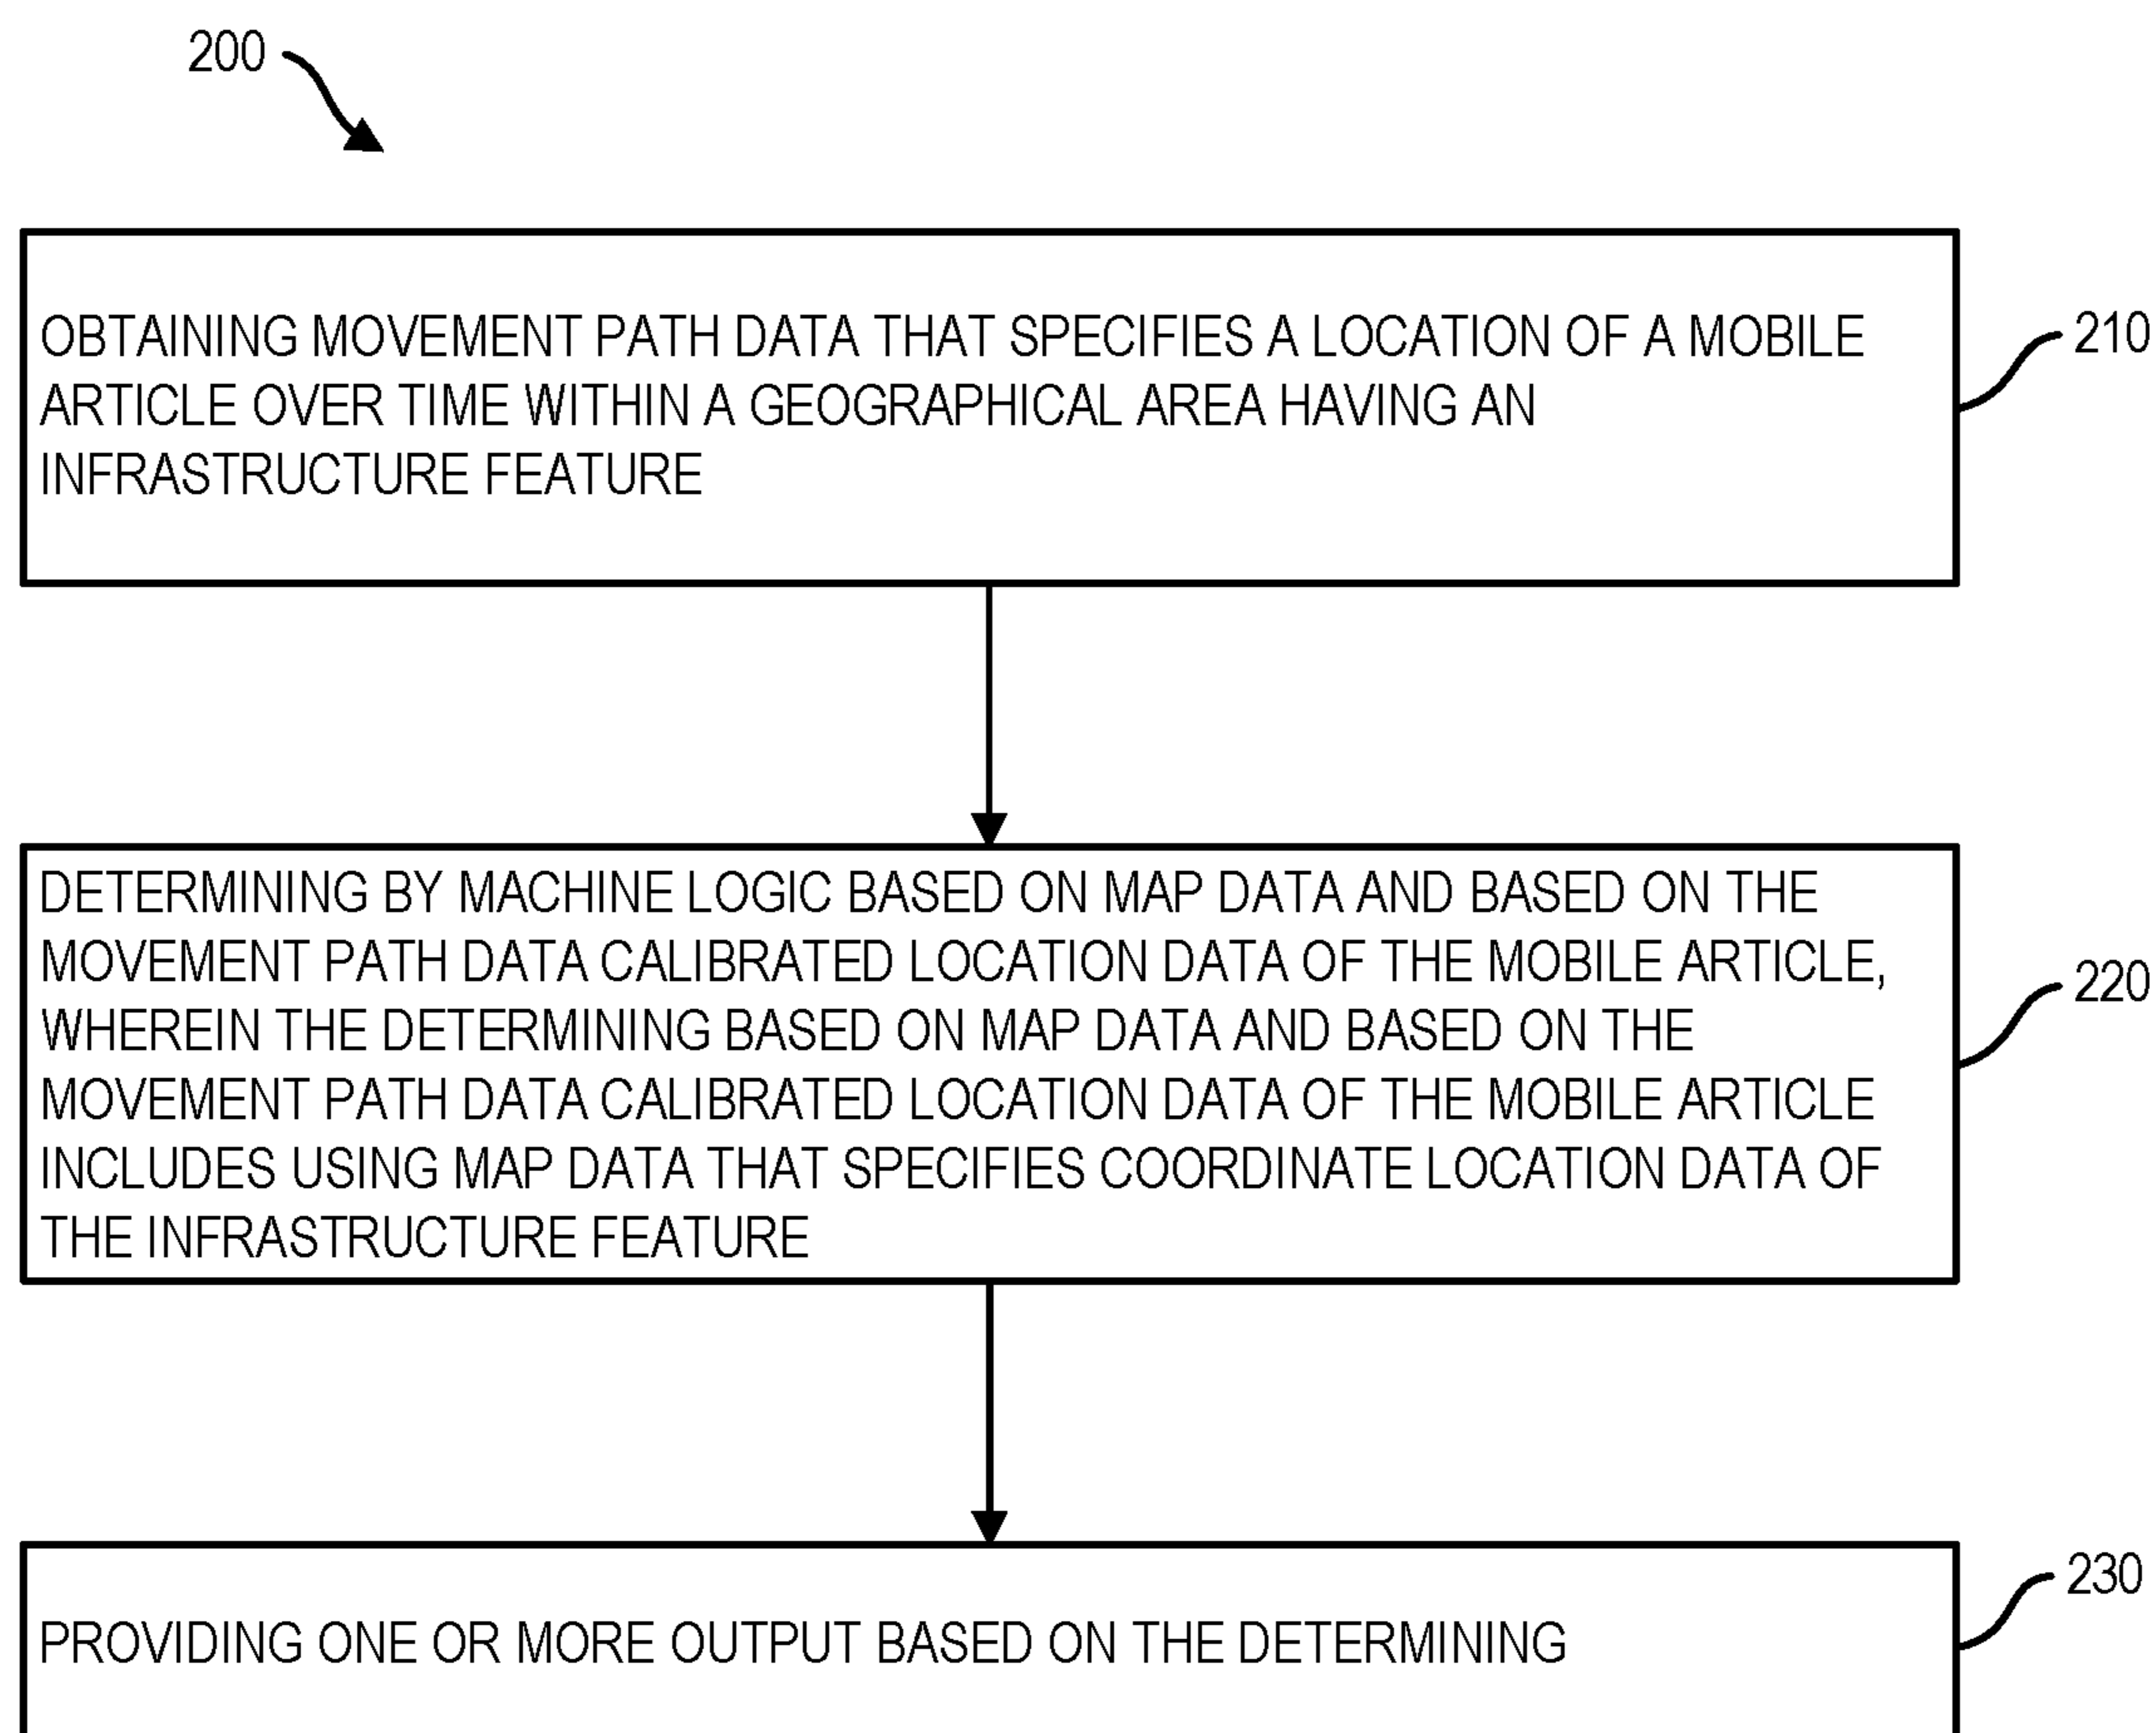 200
OBTAINING MOVEMENT PATH DATA THAT SPECIFIES A LOCATION OF A MOBILE
ARTICLE OVER TIME WITHIN A GEOGRAPHICAL AREA HAVING AN
INFRASTRUCTURE FEATURE
210
DETERMINING BY MACHINE LOGIC BASED ON MAP DATA AND BASED ON THE
MOVEMENT PATH DATA CALIBRATED LOCATION DATA OF THE MOBILE ARTICLE,
WHEREIN THE DETERMINING BASED ON MAP DATA AND BASED ON THE
MOVEMENT PATH DATA CALIBRATED LOCATION DATA OF THE MOBILE ARTICLE
INCLUDES USING MAP DATA THAT SPECIFIES COORDINATE LOCATION DATA OF
THE INFRASTRUCTURE FEATURE
220
PROVIDING ONE OR MORE OUTPUT BASED ON THE DETERMINING
230